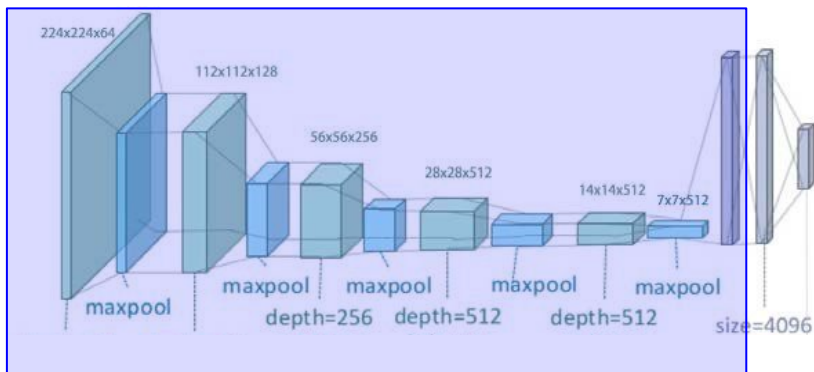 224x224x64
112x112x128
56x56x256
28x28x512
14x14x512
7x7x512
maxpool
maxpool
maxpool
maxpool
maxpool
depth=256
depth=512
depth=512
size=4096